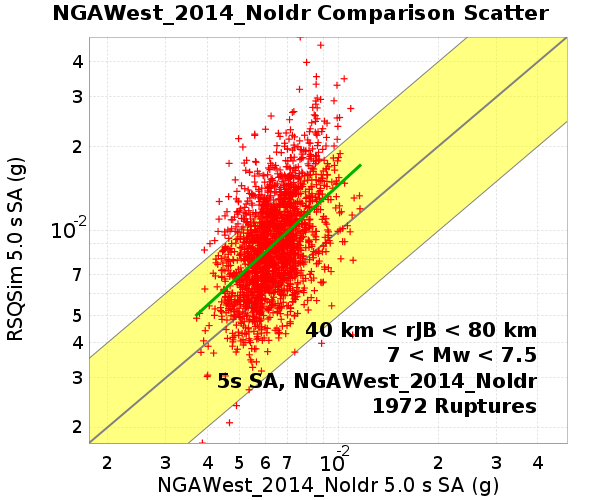 NGAWest_2014_NoIdr Comparison Scatter
RSQSim 5.0 s SA (g)
4
3
2
10-2
7
6
5
4
3
2
40 km < rJB < 80 km
7 < Mw < 7.5
5s SA, NGAWest_2014_NoIdr
1972 Ruptures
2 3 4 5 6 7 10-2 2 3 4
NGAWest_2014_NoIdr 5.0 s SA (g)